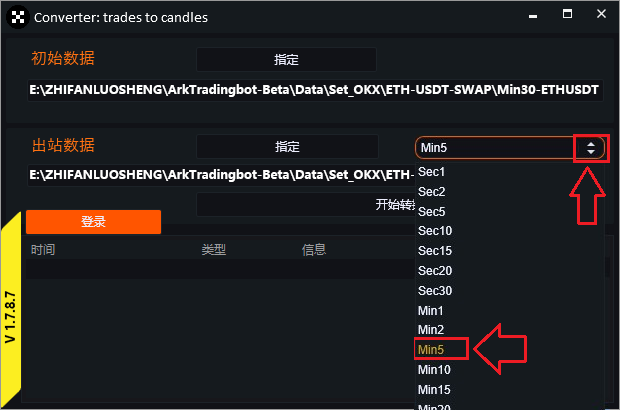 Converter: trades to candles
初始数据
指定
E:\ZHIFANLUOSHENG\ArkTradingbot-Beta\Data\Set_OKX\ETH-USDT-SWAP\Min30-ETHUSDT
出站数据
指定
Min5
E:\ZHIFANLUOSHENG\ArkTradingbot-Beta\Data\Set_OKX\ETH-
开始转
登录
时间 类型 信息
V 1.7.8.7
Sec1
Sec2
Sec5
Sec10
Sec15
Sec20
Sec30
Min1
Min2
Min5
Min10
Min15
Min20